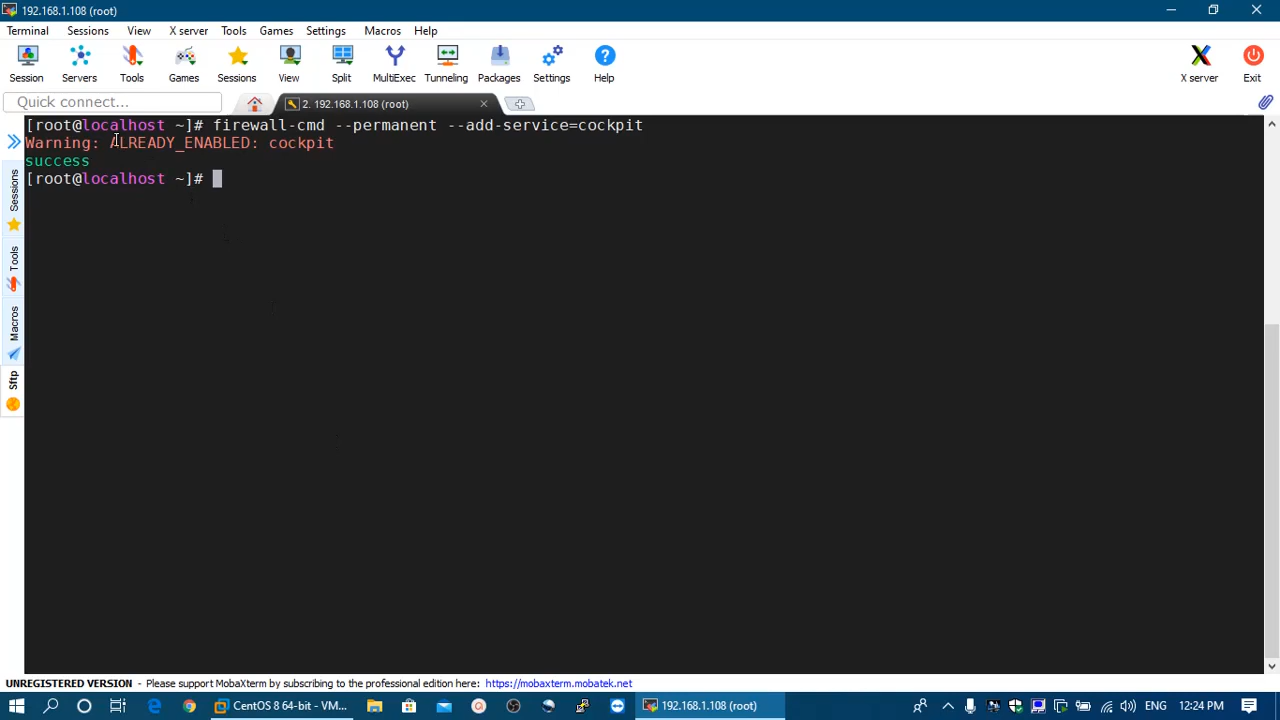 192.168.1.108 (root)
Terminal Sessions View X server Tools Games Settings Macros Help
Session Servers Tools Games Sessions View Split MultiExec Tunneling Packages Settings Help X server Exit
Quick connect...
2. 192.168.1.108 (root)
[root@localhost ~]# firewall-cmd --permanent --add-service=cockpit
Warning: ALREADY_ENABLED: cockpit
success
[root@localhost ~]#
Sessions
Tools
Macros
Sftp
UNREGISTERED VERSION - Please support MobaXterm by subscribing to the professional edition here: https://mobaxterm.mobatek.net
CentOS 8 64-bit - VM... 192.168.1.108 (root) ENG 12:24 PM